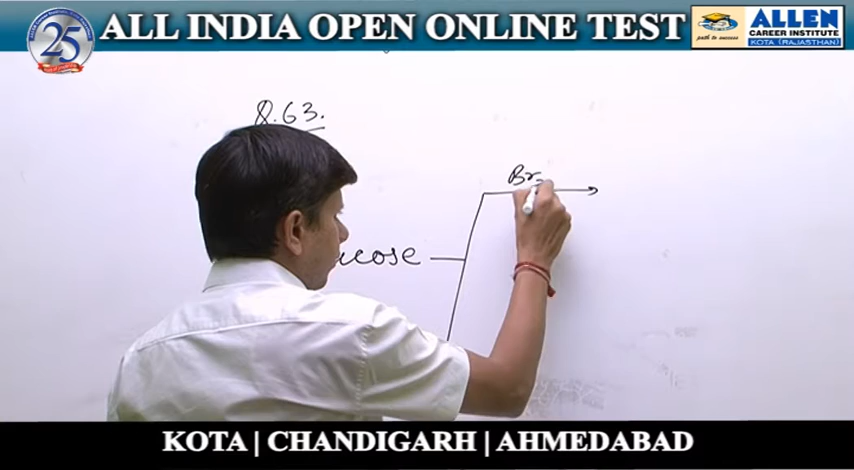 ALL INDIA OPEN ONLINE TEST
25
path to success
ALLEN
CAREER INSTITUTE
KOTA (RAJASTHAN)
Q.63.
Br
ucose
KOTA | CHANDIGARH | AHMEDABAD